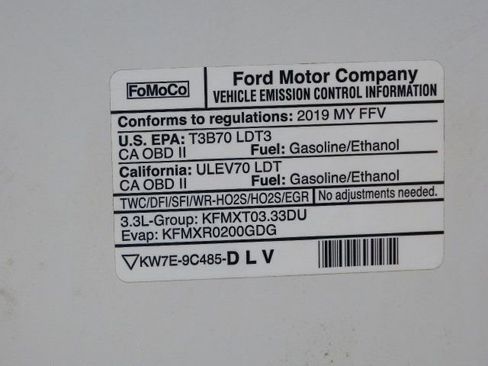 FoMoCo
Ford Motor Company
VEHICLE EMISSION CONTROL INFORMATION
Conforms to regulations: 2019 MY FFV
U.S. EPA: T3B70 LDT3
CA OBD II Fuel: Gasoline/Ethanol
California: ULEV70 LDT
CA OBD II Fuel: Gasoline/Ethanol
TWC/DFI/SFI/WR-HO2S/HO2S/EGR No adjustments needed.
3.3L-Group: KFMXT03.33DU
Evap: KFMXR0200GDG
KW7E-9C485-DLV